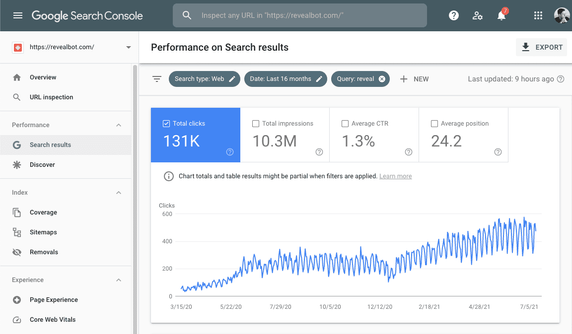 Google Search Console
Inspect any URL in "https://revealbot.com/"
https://revealbot.com/
Performance on Search results
EXPORT
Search type: Web
Date: Last 16 months
Query: reveal
NEW
Last updated: 9 hours ago
Overview
URL inspection
Performance
Search results
Discover
Index
Coverage
Sitemaps
Removals
Experience
Page Experience
Core Web Vitals
Total clicks
131K
Total impressions
10.3M
Average CTR
1.3%
Average position
24.2
Chart totals and table results might be partial when filters are applied. Learn more
Clicks
600
400
200
0
3/15/20 5/22/20 7/29/20 10/5/20 12/12/20 2/18/21 4/28/21 7/5/21